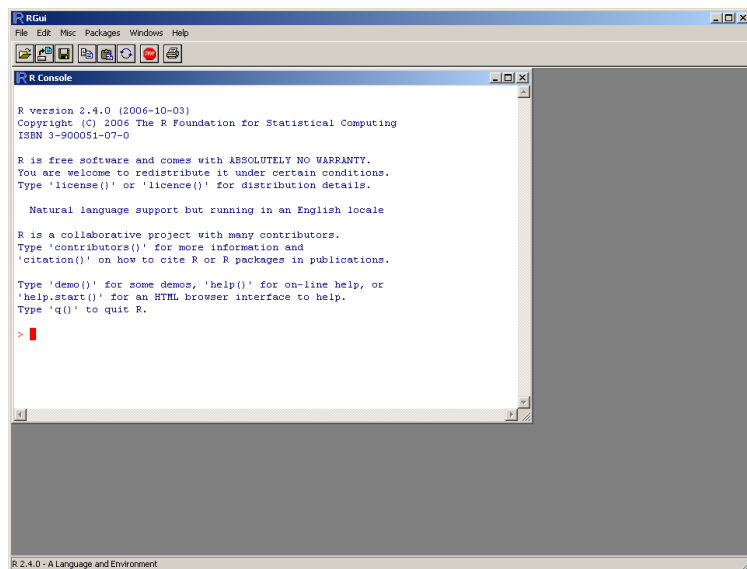 RGui
File Edit Misc Packages Windows Help
STOP
R Console
R version 2.4.0 (2006-10-03)
Copyright (C) 2006 The R Foundation for Statistical Computing
ISBN 3-900051-07-0
R is free software and comes with ABSOLUTELY NO WARRANTY.
You are welcome to redistribute it under certain conditions.
Type 'license()' or 'licence()' for distribution details.
Natural language support but running in an English locale
R is a collaborative project with many contributors.
Type 'contributors()' for more information and
'citation()' on how to cite R or R packages in publications.
Type 'demo()' for some demos, 'help()' for on-line help, or
'help.start()' for an HTML browser interface to help.
Type 'q()' to quit R.
>
R 2.4.0 - A Language and Environment